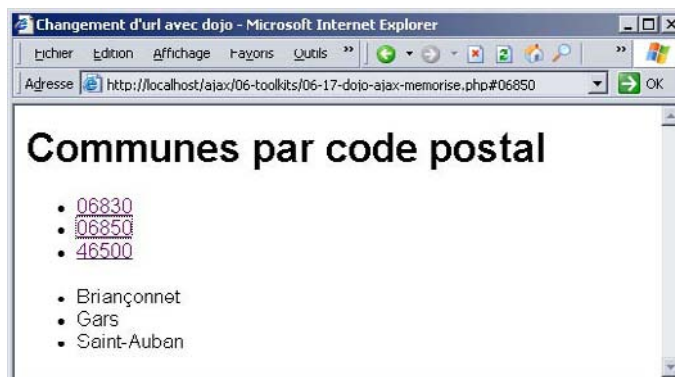 Changement d'url avec dojo - Microsoft Internet Explorer
Fichier Edition Affichage Favoris Outils »
»
Adresse http://localhost/ajax/06-toolkits/06-17-dojo-ajax-memorise.php#06850 OK
Communes par code postal
• 06830
• 06850
• 46500
• Briançonnet
• Gars
• Saint-Auban